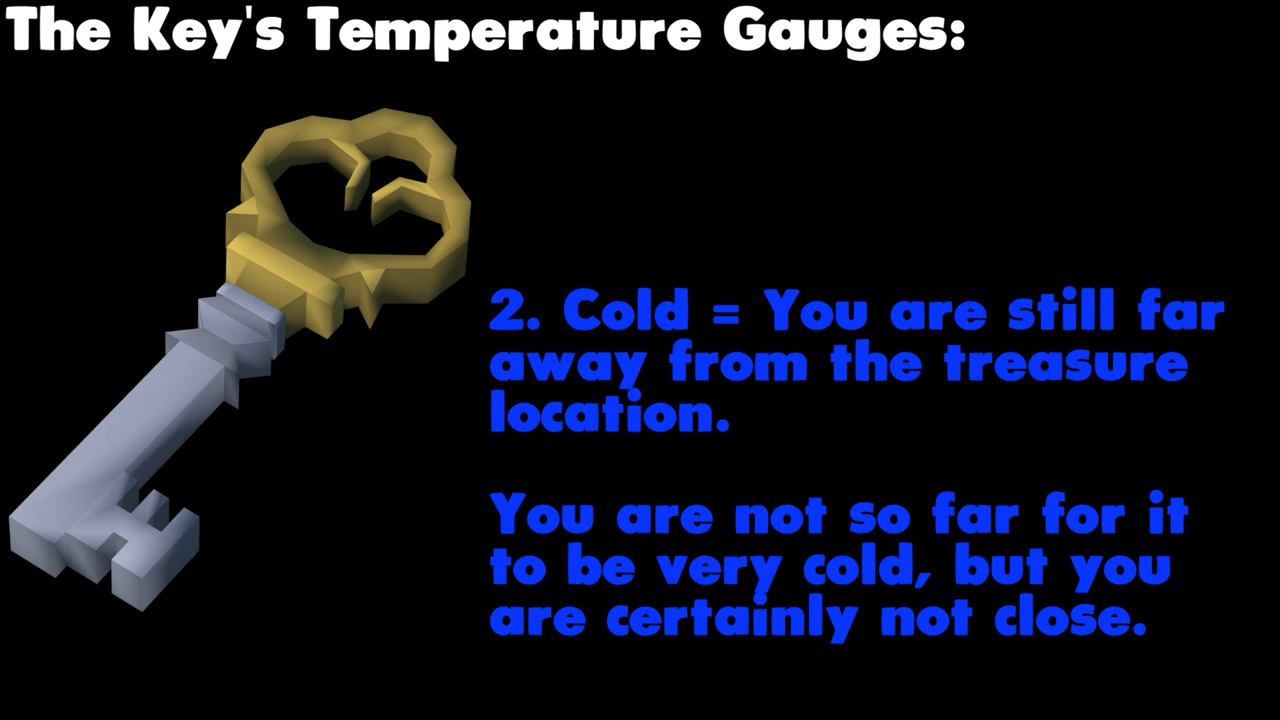 The Key's Temperature Gauges:
2. Cold = You are still far
away from the treasure
location.
You are not so far for it
to be very cold, but you
are certainly not close.